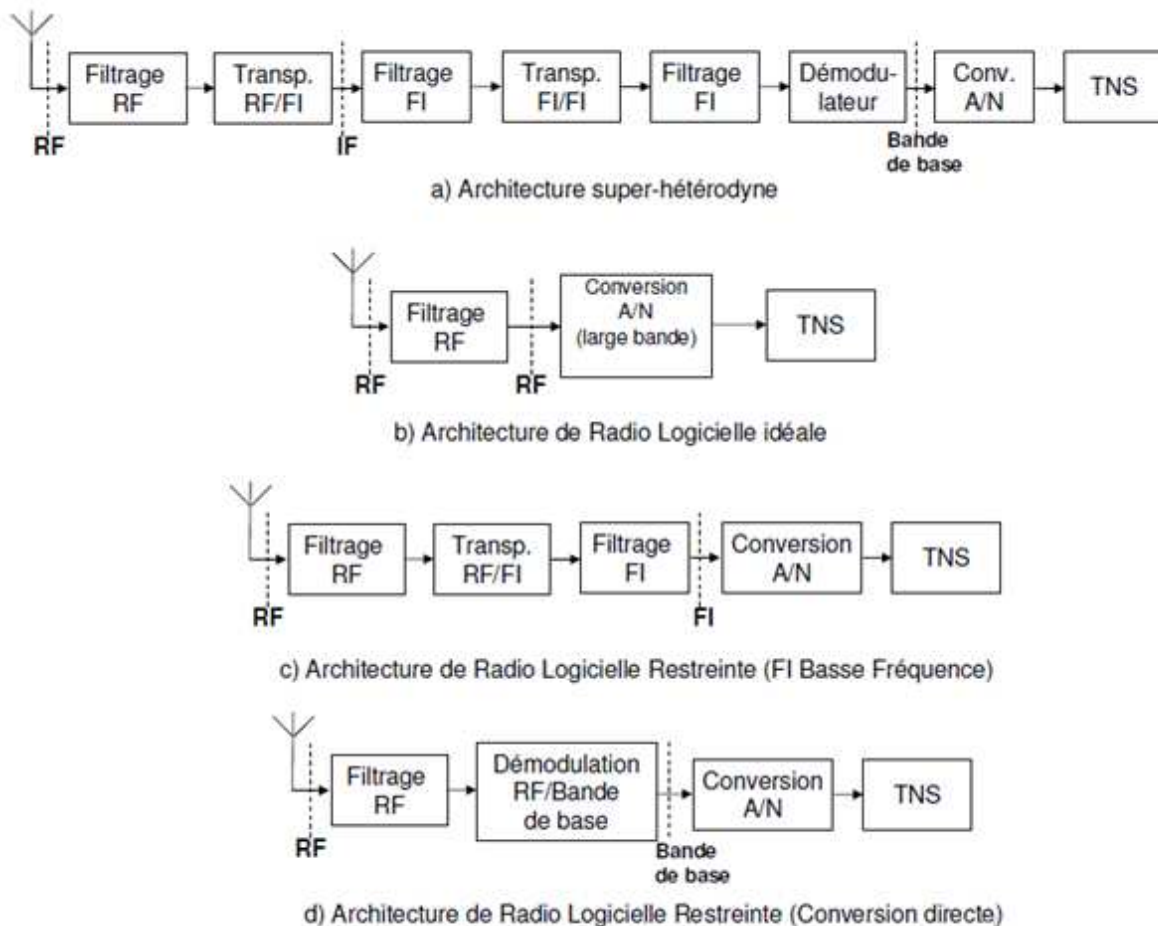 Filtrage
RF
Transp.
RF/FI
Filtrage
FI
Transp.
FI/FI
Filtrage
FI
Démodu-
lateur
Conv.
A/N
TNS
RF
IF
Bande
de base
a) Architecture super-hétérodyne
Filtrage
RF
Conversion
A/N
(large bande)
TNS
RF
RF
b) Architecture de Radio Logicielle idéale
Filtrage
RF
Transp.
RF/FI
Filtrage
FI
Conversion
A/N
TNS
RF
FI
c) Architecture de Radio Logicielle Restreinte (FI Basse Fréquence)
Filtrage
RF
Démodulation
RF/Bande
de base
Conversion
A/N
TNS
RF
Bande
de base
d) Architecture de Radio Logicielle Restreinte (Conversion directe)